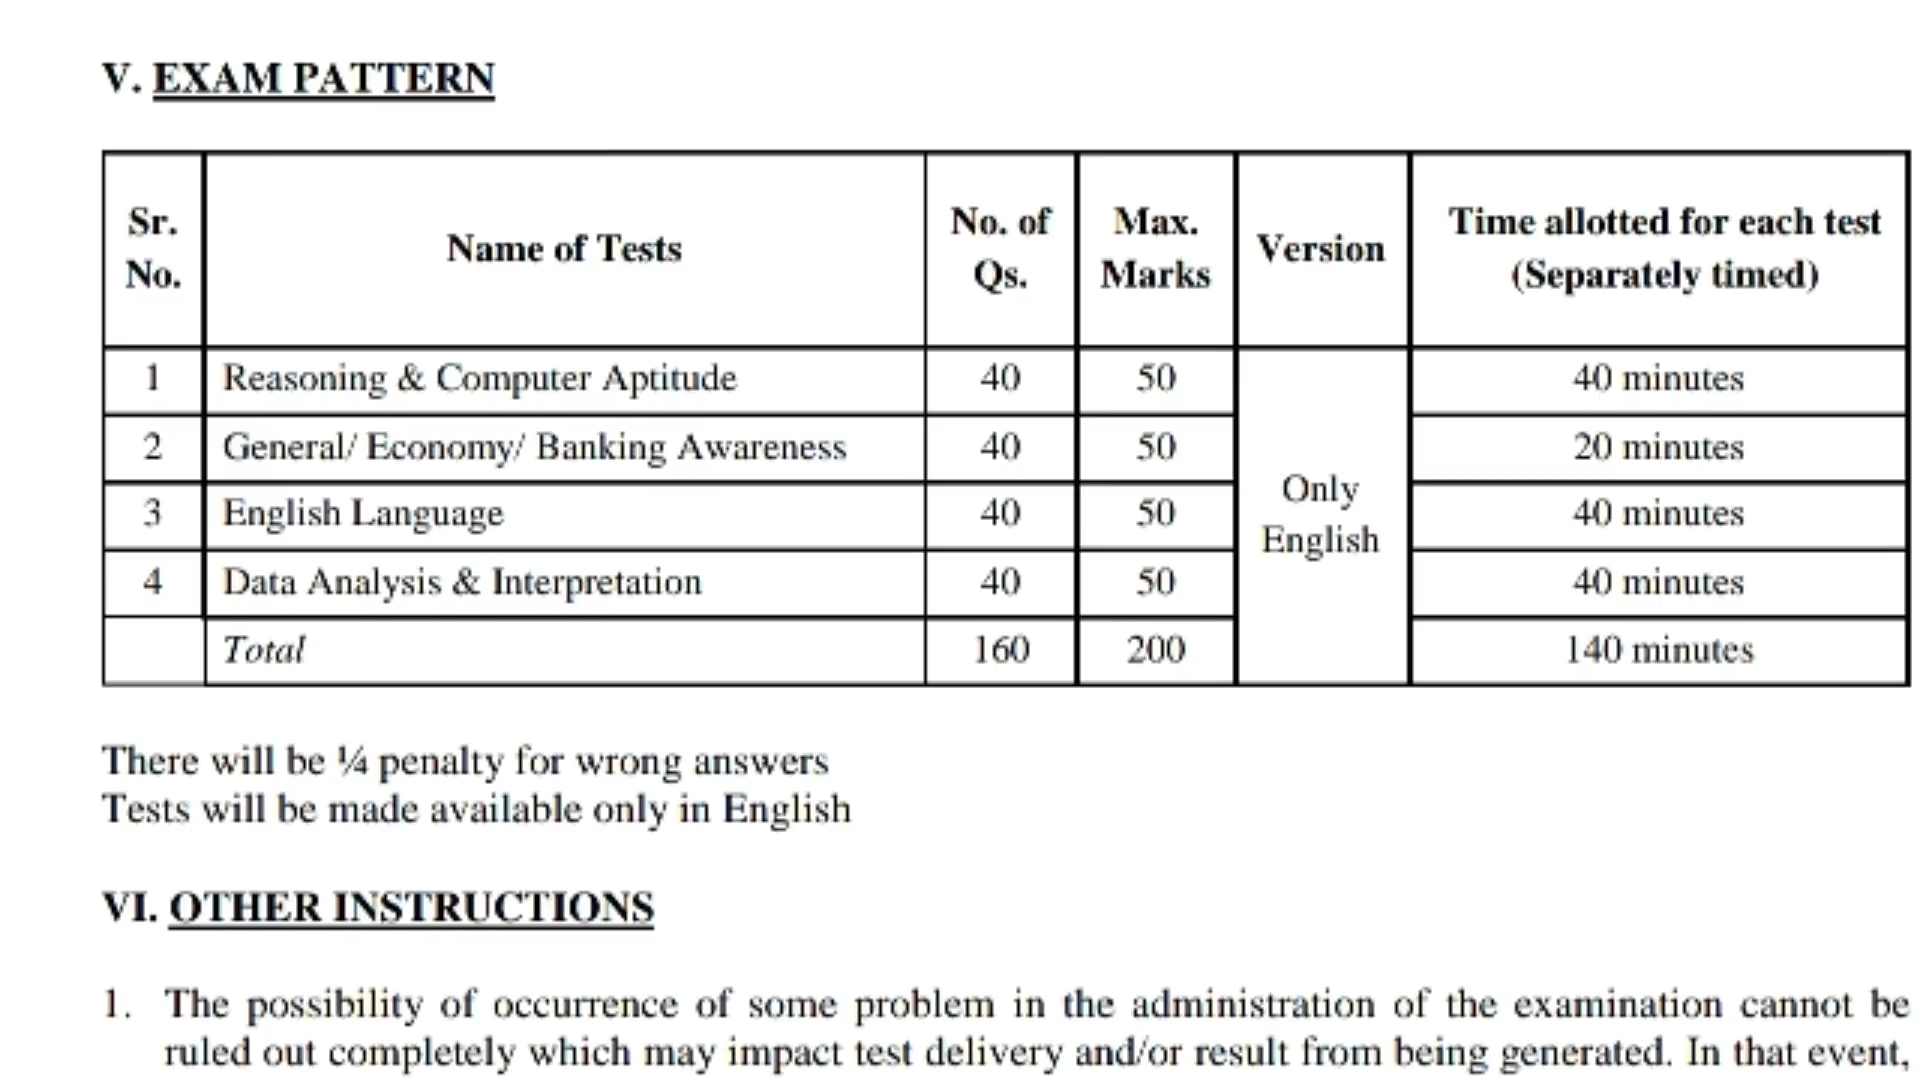 V. EXAM PATTERN
Sr. No. Name of Tests No. of Qs. Max. Marks Version Time allotted for each test (Separately timed)
1 Reasoning & Computer Aptitude 40 50 Only English 40 minutes
2 General/ Economy/ Banking Awareness 40 50 20 minutes
3 English Language 40 50 40 minutes
4 Data Analysis & Interpretation 40 50 40 minutes
Total 160 200 140 minutes
There will be ¼ penalty for wrong answers
Tests will be made available only in English
VI. OTHER INSTRUCTIONS
1. The possibility of occurrence of some problem in the administration of the examination cannot be
ruled out completely which may impact test delivery and/or result from being generated. In that event,